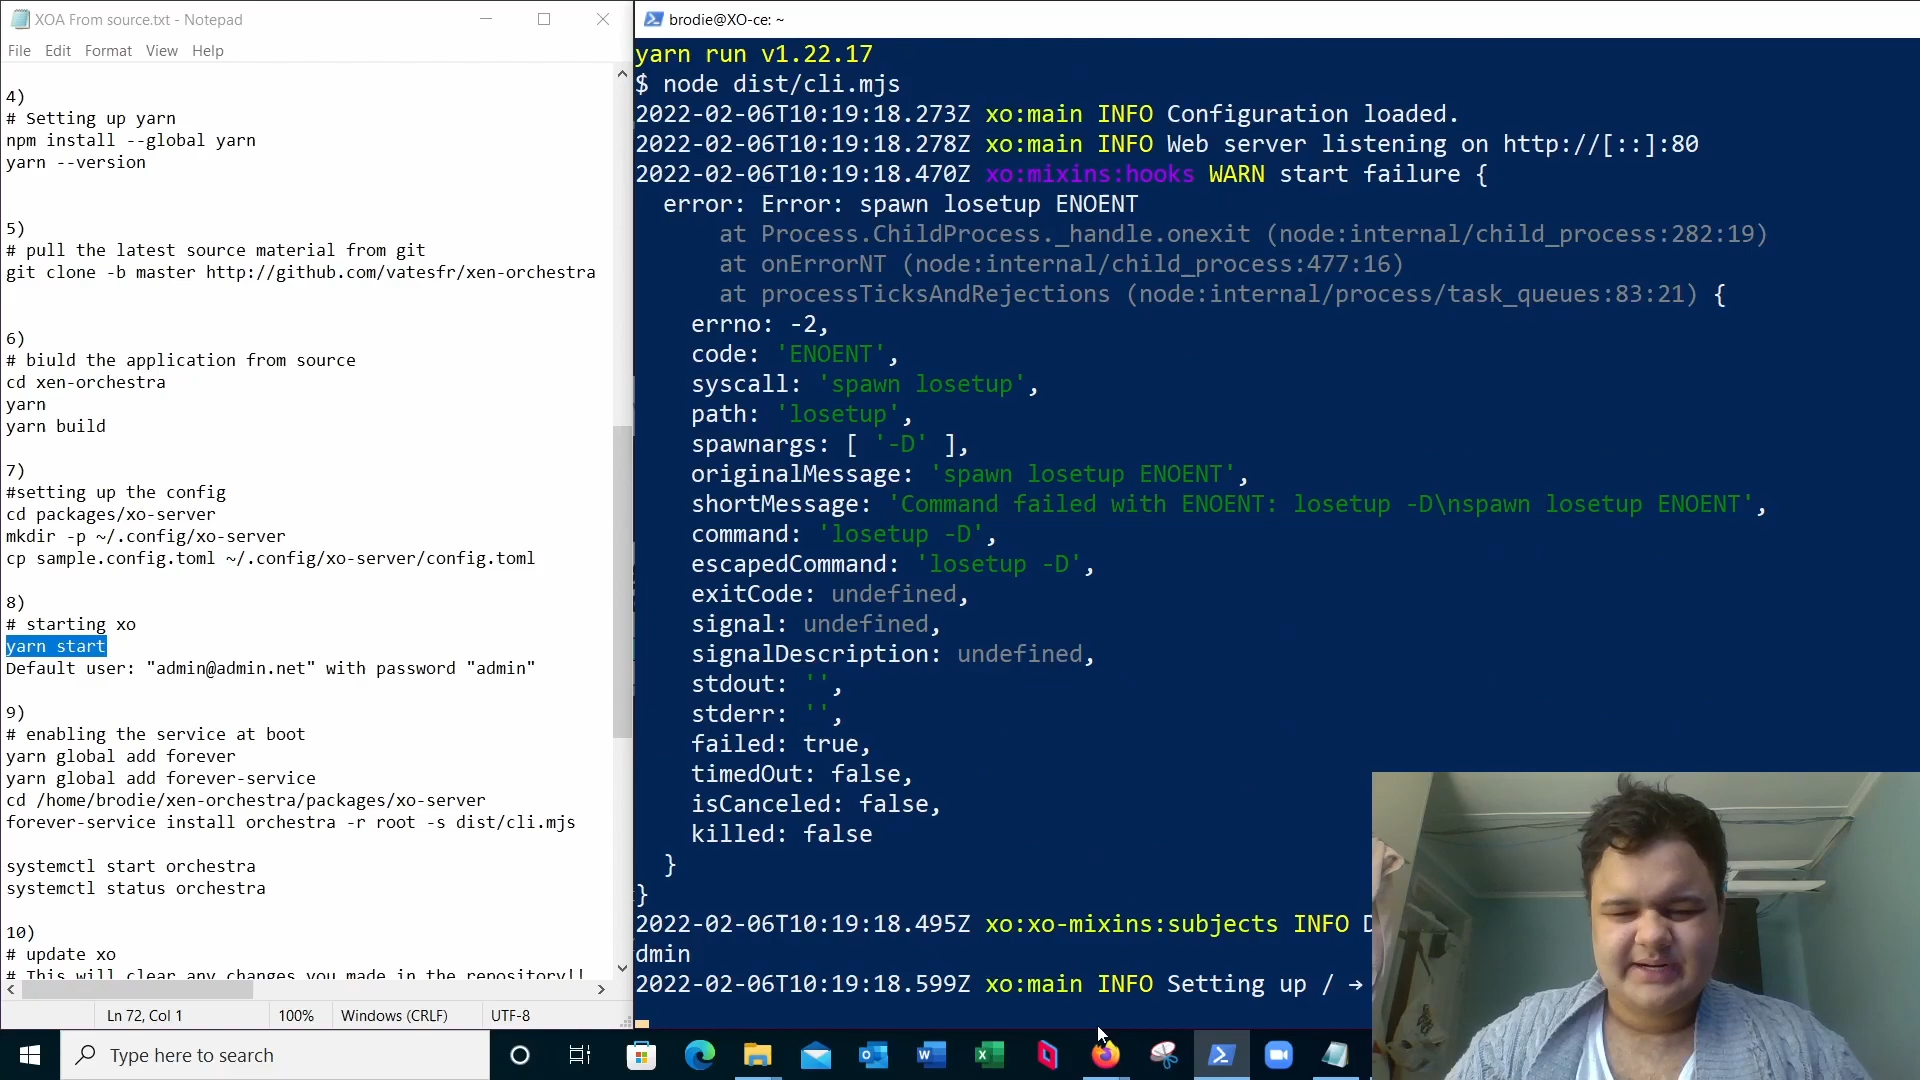 XOA From source.txt - Notepad
File Edit Format View Help
4)
# Setting up yarn
npm install --global yarn
yarn --version
5)
# pull the latest source material from git
git clone -b master http://github.com/vatesfr/xen-orchestra
6)
# biuld the application from source
cd xen-orchestra
yarn
yarn build
7)
#setting up the config
cd packages/xo-server
mkdir -p ~/.config/xo-server
cp sample.config.toml ~/.config/xo-server/config.toml
8)
# starting xo
yarn start
Default user: "admin@admin.net" with password "admin"
9)
# enabling the service at boot
yarn global add forever
yarn global add forever-service
cd /home/brodie/xen-orchestra/packages/xo-server
forever-service install orchestra -r root -s dist/cli.mjs
systemctl start orchestra
systemctl status orchestra
10)
# update xo
# This will clear any changes you made in the repository!!
Ln 72, Col 1 100% Windows (CRLF) UTF-8
brodie@XO-ce: ~
yarn run v1.22.17
$ node dist/cli.mjs
2022-02-06T10:19:18.273Z xo:main INFO Configuration loaded.
2022-02-06T10:19:18.278Z xo:main INFO Web server listening on http://[::]:80
2022-02-06T10:19:18.470Z xo:mixins:hooks WARN start failure {
error: Error: spawn losetup ENOENT
at Process.ChildProcess._handle.onexit (node:internal/child_process:282:19)
at onErrorNT (node:internal/child_process:477:16)
at processTicksAndRejections (node:internal/process/task_queues:83:21) {
errno: -2,
code: 'ENOENT',
syscall: 'spawn losetup',
path: 'losetup',
spawnargs: [ '-D' ],
originalMessage: 'spawn losetup ENOENT',
shortMessage: 'Command failed with ENOENT: losetup -D\nspawn losetup ENOENT',
command: 'losetup -D',
escapedCommand: 'losetup -D',
exitCode: undefined,
signal: undefined,
signalDescription: undefined,
stdout: '',
stderr: '',
failed: true,
timedOut: false,
isCanceled: false,
killed: false
}
}
2022-02-06T10:19:18.495Z xo:xo-mixins:subjects INFO D
dmin
2022-02-06T10:19:18.599Z xo:main INFO Setting up / →
Type here to search